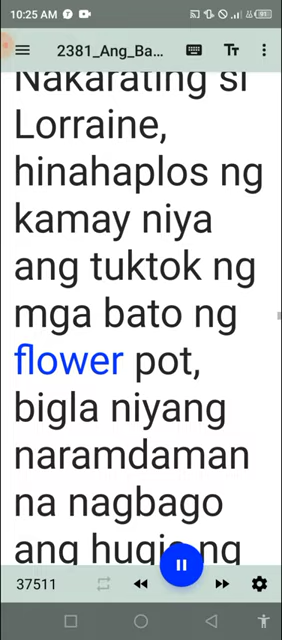 10:25 AM
2381_Ang_Ba...
Nakarating si
Lorraine,
hinahaplos ng
kamay niya
ang tuktok ng
mga bato ng
flower pot,
bigla niyang
naramdaman
na nagbago
ang hugis ng
37511